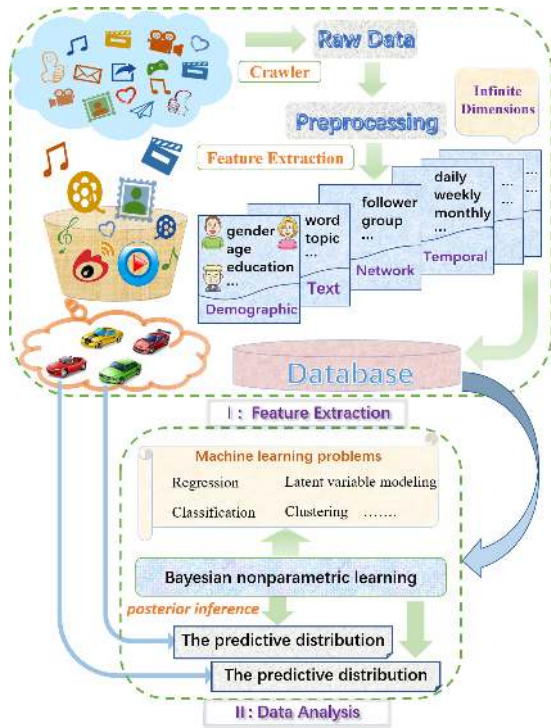 Raw Data
Crawler
Infinite
Dimensions
Preprocessing
Feature Extraction
daily
weekly
monthly
...
Temporal
...
...
...
...
follower
group
...
Network
word
topic
...
Text
gender
age
education
...
Demographic
Database
I : Feature Extraction
Machine learning problems
Regression Latent variable modeling
Classification Clustering .......
Bayesian nonparametric learning
posterior inference
The predictive distribution
The predictive distribution
II : Data Analysis